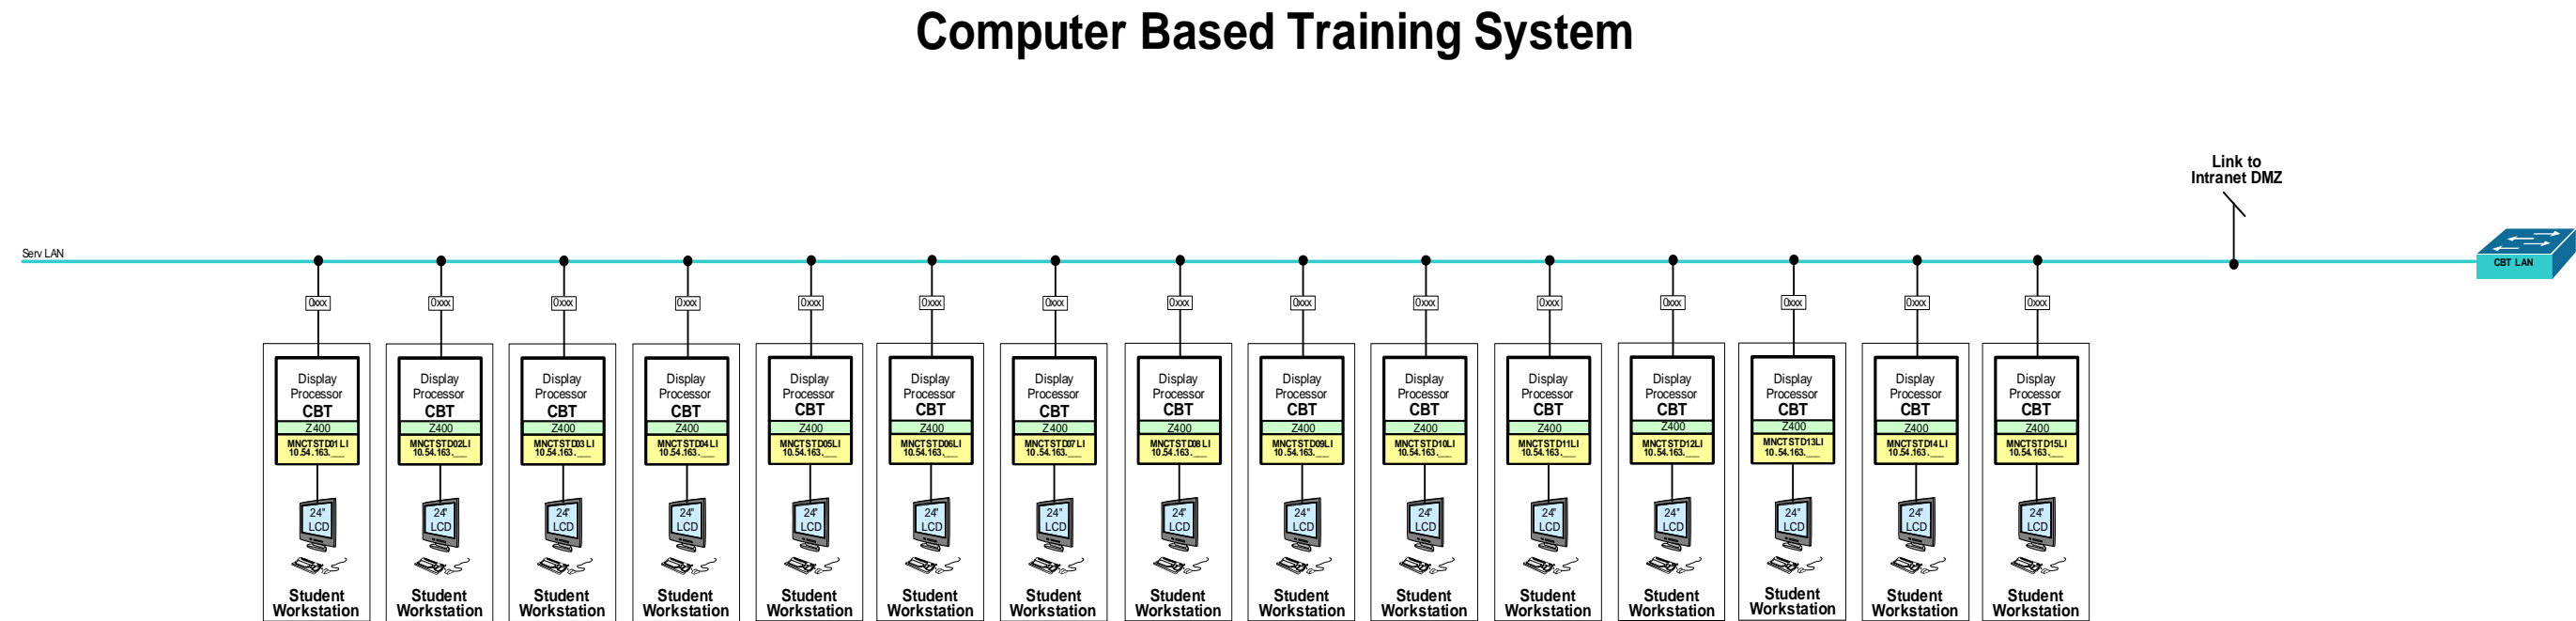 Computer Based Training System
Link to
Intranet DMZ
Serv LAN
CBT LAN
0xxx 0xxx 0xxx 0xxx 0xxx 0xxx 0xxx 0xxx 0xxx 0xxx 0xxx 0xxx 0xxx 0xxx 0xxx
Display Display Display Display Display Display Display Display Display Display Display Display Display Display Display
Processor Processor Processor Processor Processor Processor Processor Processor Processor Processor Processor Processor Processor Processor Processor
CBT CBT CBT CBT CBT CBT CBT CBT CBT CBT CBT CBT CBT CBT CBT
Z400 Z400 Z400 Z400 Z400 Z400 Z400 Z400 Z400 Z400 Z400 Z400 Z400 Z400 Z400
MNCTSTD01LI MNCTSTD02LI MNCTSTD03LI MNCTSTD04LI MNCTSTD05LI MNCTSTD06LI MNCTSTD07LI MNCTSTD08LI MNCTSTD09LI MNCTSTD10LI MNCTSTD11LI MNCTSTD12LI MNCTSTD13LI MNCTSTD14LI MNCTSTD15LI
10.54.163.___ 10.54.163.___ 10.54.163.___ 10.54.163.___ 10.54.163.___ 10.54.163.___ 10.54.163.___ 10.54.163.___ 10.54.163.___ 10.54.163.___ 10.54.163.___ 10.54.163.___ 10.54.163.___ 10.54.163.___ 10.54.163.___
24" 24" 24" 24" 24" 24" 24" 24" 24" 24" 24" 24" 24" 24" 24"
LCD LCD LCD LCD LCD LCD LCD LCD LCD LCD LCD LCD LCD LCD LCD
Student Student Student Student Student Student Student Student Student Student Student Student Student Student Student
Workstation Workstation Workstation Workstation Workstation Workstation Workstation Workstation Workstation Workstation Workstation Workstation Workstation Workstation Workstation